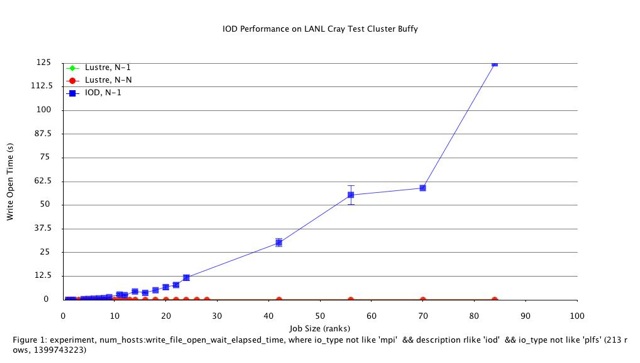 IOD Performance on LANL Cray Test Cluster Buffy
125
112.5
100
87.5
75
62.5
50
37.5
25
12.5
0
Lustre, N-1
Lustre, N-N
IOD, N-1
Write Open Time (s)
0 10 20 30 40 50 60 70 80 90 100
Job Size (ranks)
Figure 1: experiment, num_hosts:write_file_open_wait_elapsed_time, where io_type not like 'mpi' && description rlike 'iod' && io_type not like 'plfs' (213 r
ows, 1399743223)